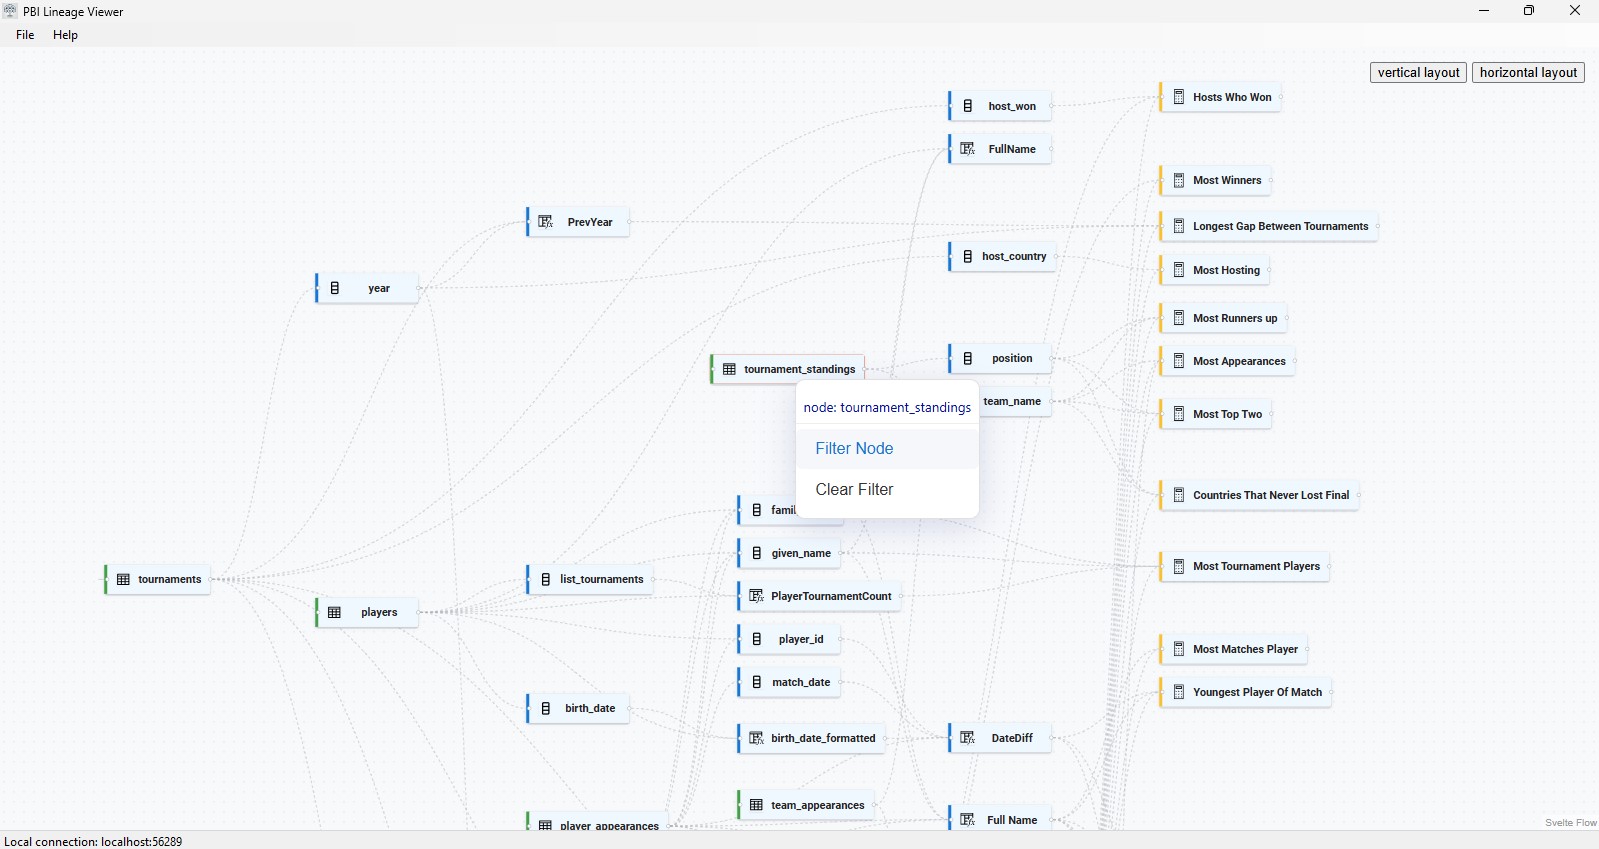 PBI Lineage Viewer
File Help
vertical layout horizontal layout
host_won
Hosts Who Won
FullName
Most Winners
PrevYear
Longest Gap Between Tournaments
host_country
Most Hosting
year
Most Runners up
position
Most Appearances
tournament_standings
team_name
node: tournament_standings
Most Top Two
Filter Node
Clear Filter
Countries That Never Lost Final
given_name
Most Tournament Players
tournaments
list_tournaments
PlayerTournamentCount
players
player_id
Most Matches Player
match_date
Youngest Player Of Match
birth_date
birth_date_formatted
DateDiff
team_appearances
Full Name
player_appearances
Svelte Flow
Local connection: localhost:56289